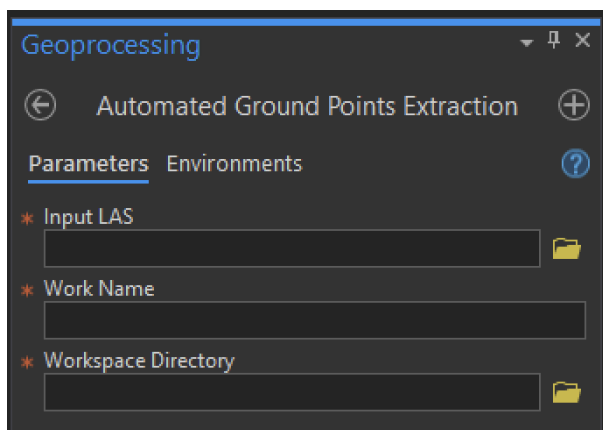 Geoprocessing
Automated Ground Points Extraction
Parameters Environments
* Input LAS
* Work Name
* Workspace Directory